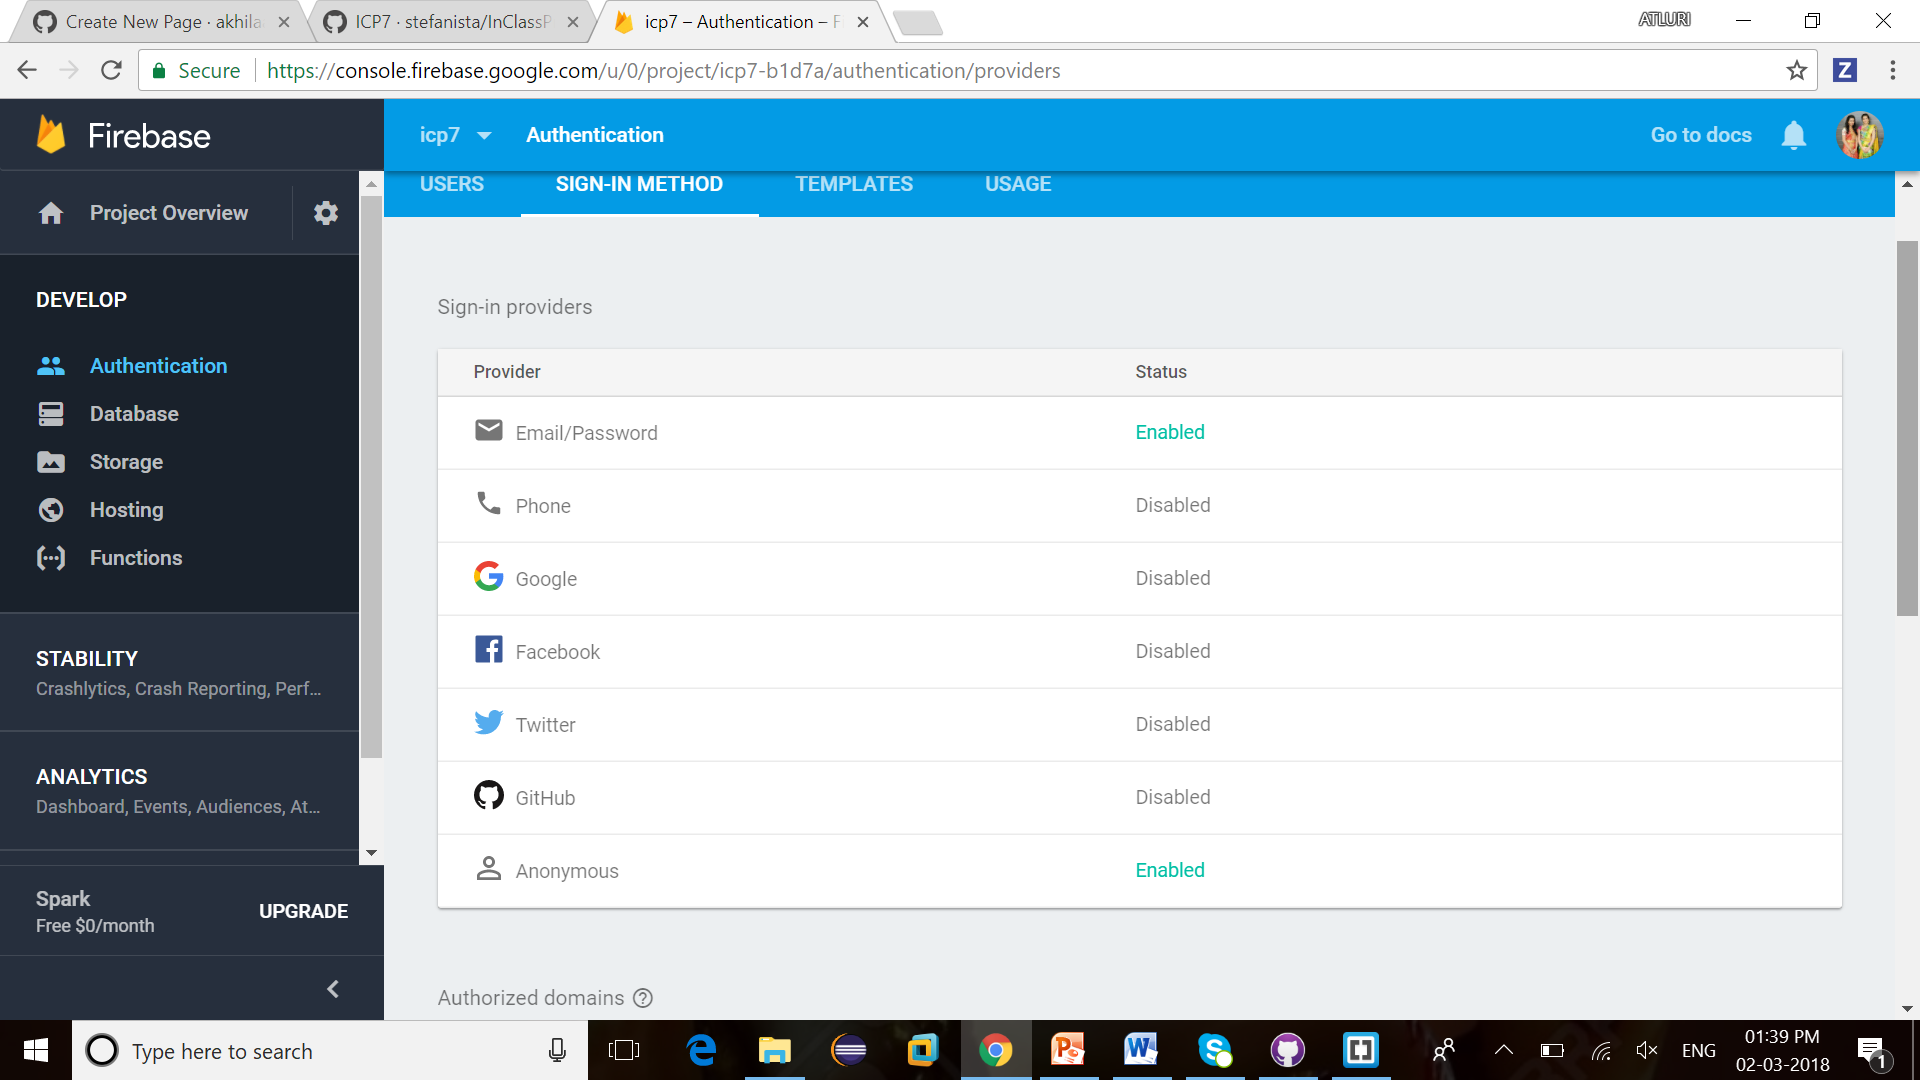 Create New Page · akhila
ICP7 · stefanista/InClassP
icp7 – Authentication – F
ATLURI
Secure
https://console.firebase.google.com/u/0/project/icp7-b1d7a/authentication/providers
Z
Firebase
icp7
Authentication
Go to docs
Project Overview
USERS
SIGN-IN METHOD
TEMPLATES
USAGE
DEVELOP
Authentication
Database
Storage
Hosting
Functions
STABILITY
Crashlytics, Crash Reporting, Perf...
ANALYTICS
Dashboard, Events, Audiences, At...
Spark
Free $0/month
UPGRADE
Sign-in providers
Provider
Status
Email/Password
Enabled
Phone
Disabled
Google
Disabled
Facebook
Disabled
Twitter
Disabled
GitHub
Disabled
Anonymous
Enabled
Authorized domains
Type here to search
ENG
01:39 PM
02-03-2018
1